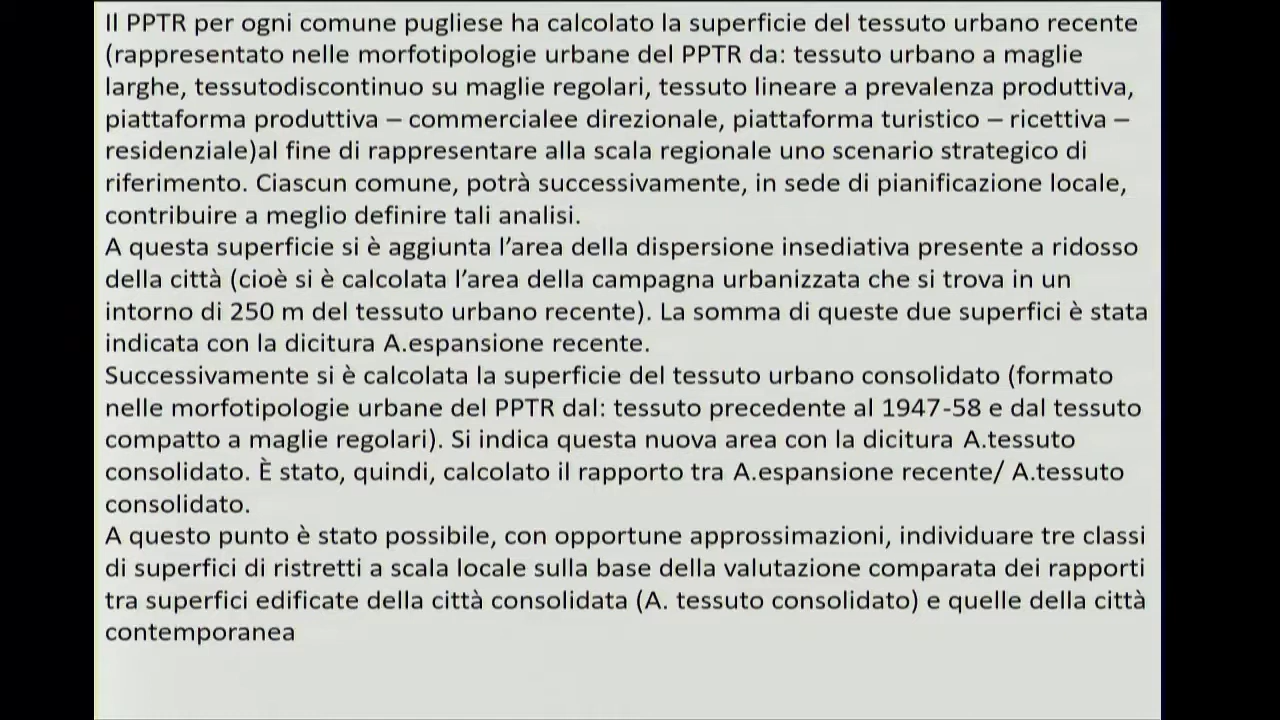 Il PPTR per ogni comune pugliese ha calcolato la superficie del tessuto urbano recente
(rappresentato nelle morfotipologie urbane del PPTR da: tessuto urbano a maglie
larghe, tessutodiscontinuo su maglie regolari, tessuto lineare a prevalenza produttiva,
piattaforma produttiva – commercialee direzionale, piattaforma turistico – ricettiva –
residenziale)al fine di rappresentare alla scala regionale uno scenario strategico di
riferimento. Ciascun comune, potrà successivamente, in sede di pianificazione locale,
contribuire a meglio definire tali analisi.
A questa superficie si è aggiunta l’area della dispersione insediativa presente a ridosso
della città (cioè si è calcolata l’area della campagna urbanizzata che si trova in un
intorno di 250 m del tessuto urbano recente). La somma di queste due superfici è stata
indicata con la dicitura A.espansione recente.
Successivamente si è calcolata la superficie del tessuto urbano consolidato (formato
nelle morfotipologie urbane del PPTR dal: tessuto precedente al 1947-58 e dal tessuto
compatto a maglie regolari). Si indica questa nuova area con la dicitura A.tessuto
consolidato. È stato, quindi, calcolato il rapporto tra A.espansione recente/ A.tessuto
consolidato.
A questo punto è stato possibile, con opportune approssimazioni, individuare tre classi
di superfici di ristretti a scala locale sulla base della valutazione comparata dei rapporti
tra superfici edificate della città consolidata (A. tessuto consolidato) e quelle della città
contemporanea